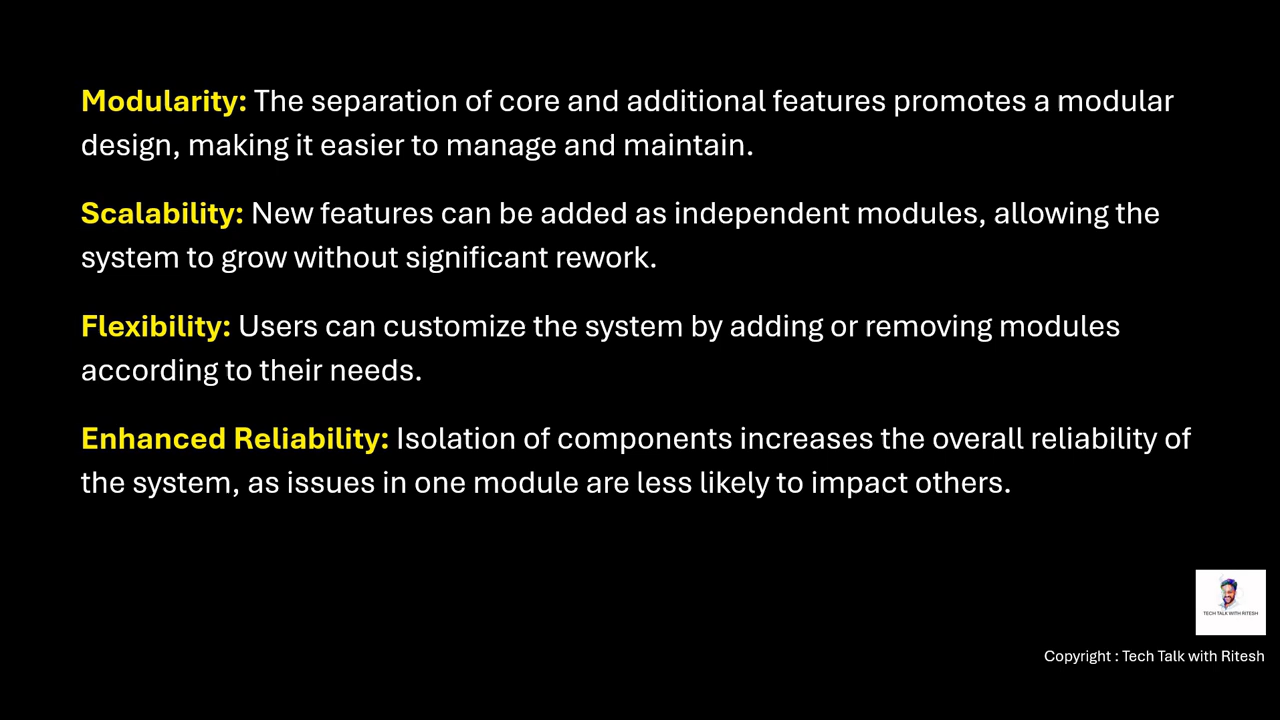 Modularity: The separation of core and additional features promotes a modular
design, making it easier to manage and maintain.
Scalability: New features can be added as independent modules, allowing the
system to grow without significant rework.
Flexibility: Users can customize the system by adding or removing modules
according to their needs.
Enhanced Reliability: Isolation of components increases the overall reliability of
the system, as issues in one module are less likely to impact others.
TECH TALK WITH RITESH
Copyright : Tech Talk with Ritesh